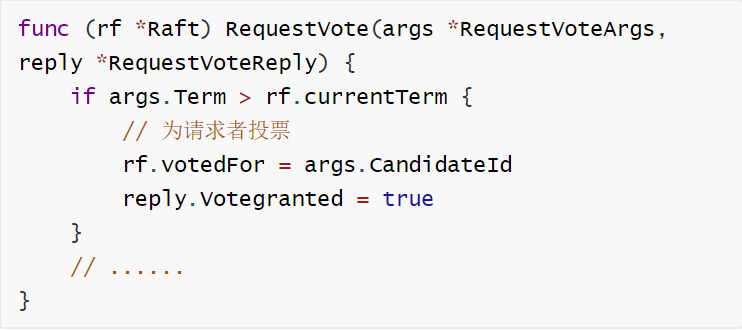 func (rf *Raft) RequestVote(args *RequestVoteArgs,
reply *RequestVoteReply) {
    if args.Term > rf.currentTerm {
        // 为请求者投票
        rf.votedFor = args.CandidateId
        reply.Votegranted = true
    }
    // ......
}